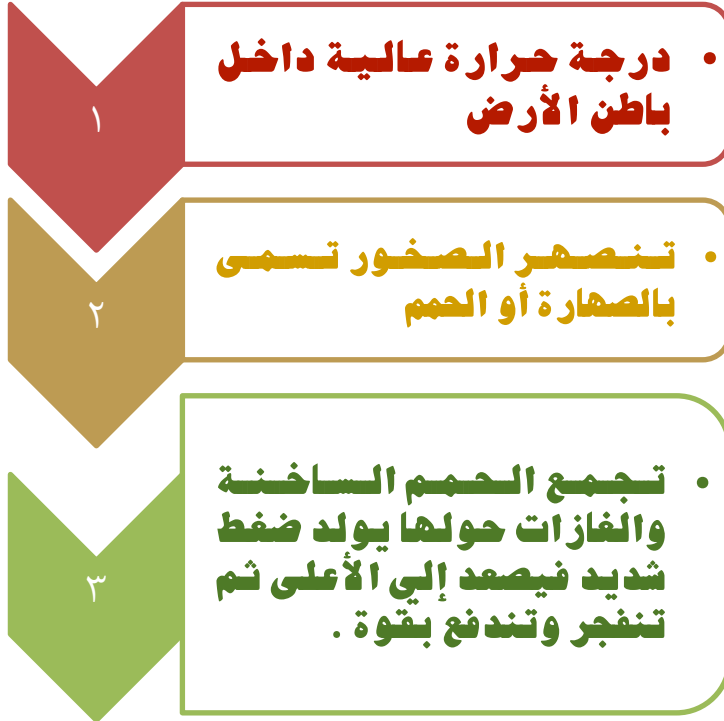 ١
• درجة حرارة عالية داخل
باطن الأرض
٢
• تنصهر الصخور تسمى
بالصهارة أو الحمم
٣
• تجمع الحمم الساخنة
والغازات حولها يولد ضغط
شديد فيصعد إلى الأعلى ثم
تنفجر وتندفع بقوة .